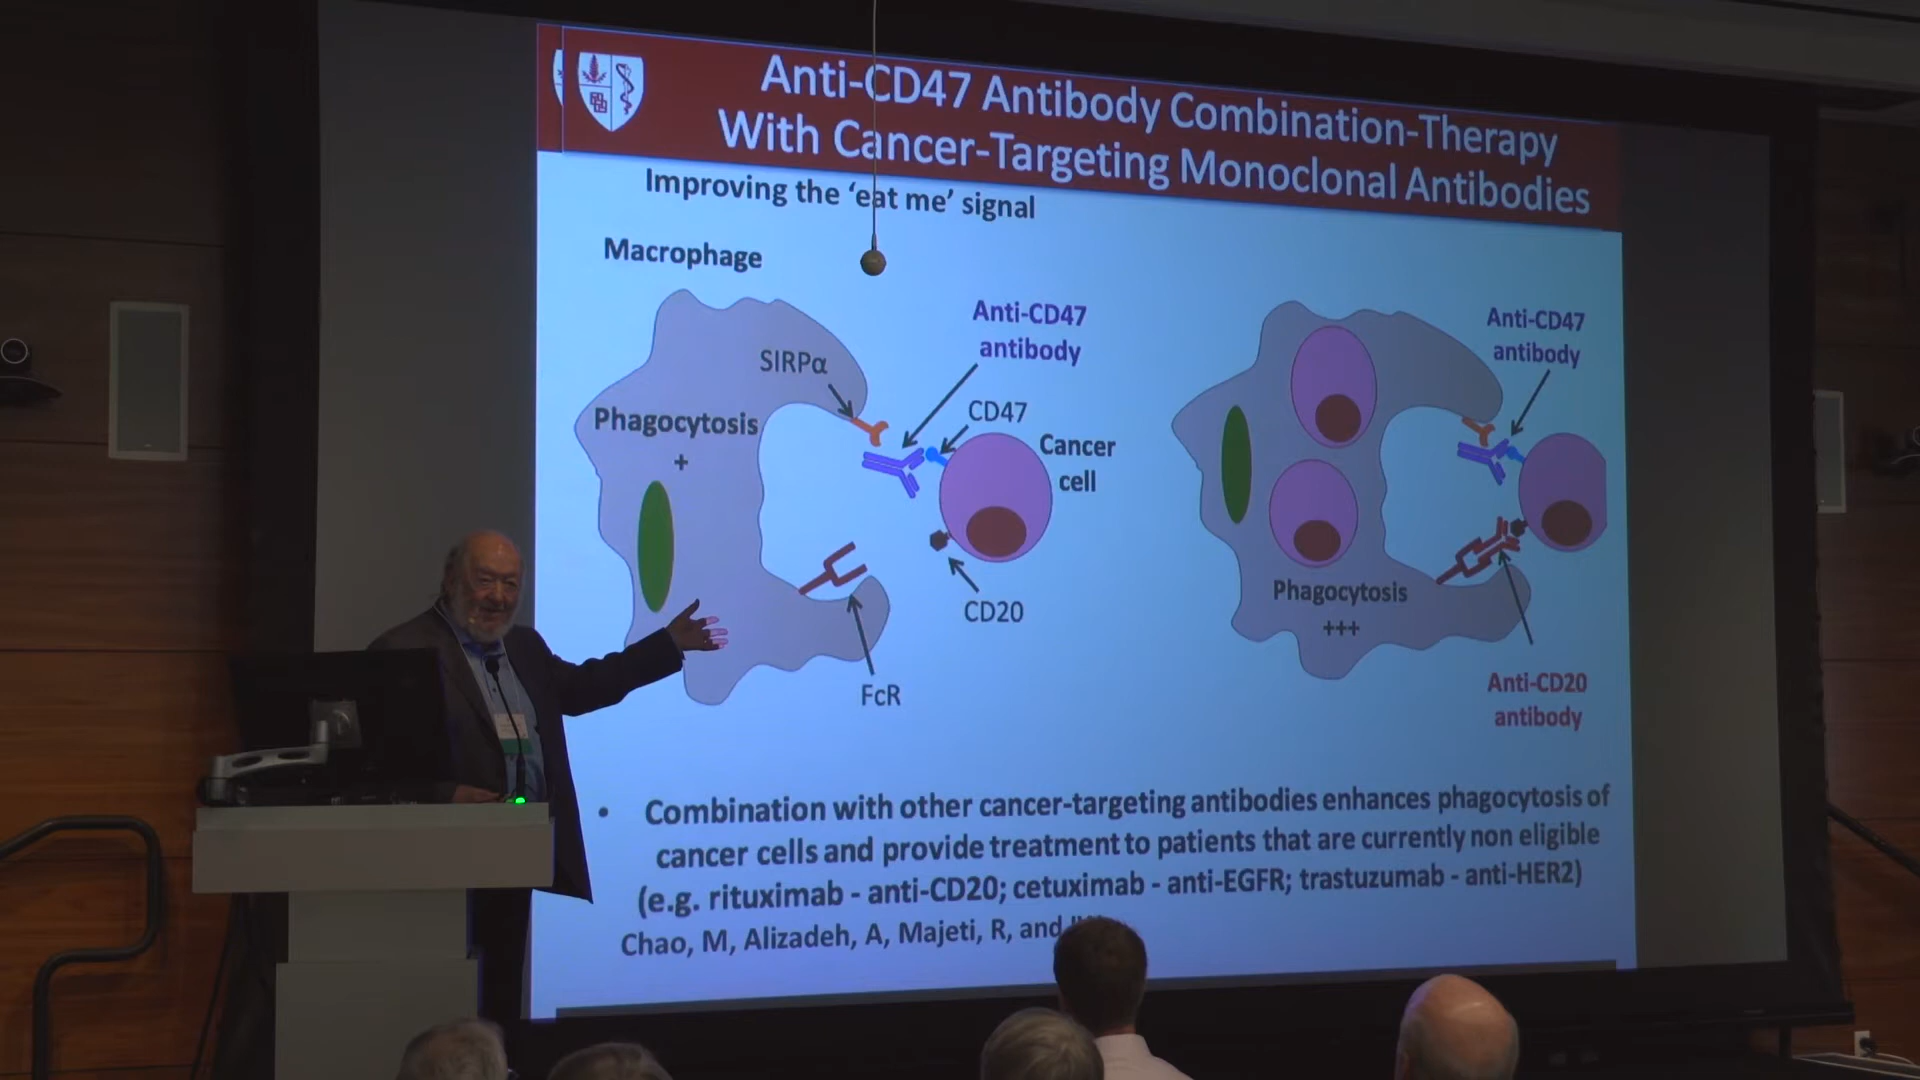 Anti-CD47 Antibody Combination-Therapy
With Cancer-Targeting Monoclonal Antibodies
Improving the ‘eat me’ signal
Macrophage
Anti-CD47
antibody
SIRPα
CD47
Phagocytosis
+
Cancer
cell
CD20
FcR
Anti-CD47
antibody
Phagocytosis
+++
Anti-CD20
antibody
• Combination with other cancer-targeting antibodies enhances phagocytosis of
cancer cells and provide treatment to patients that are currently non eligible
(e.g. rituximab - anti-CD20; cetuximab - anti-EGFR; trastuzumab - anti-HER2)
Chao, M, Alizadeh, A, Majeti, R, and